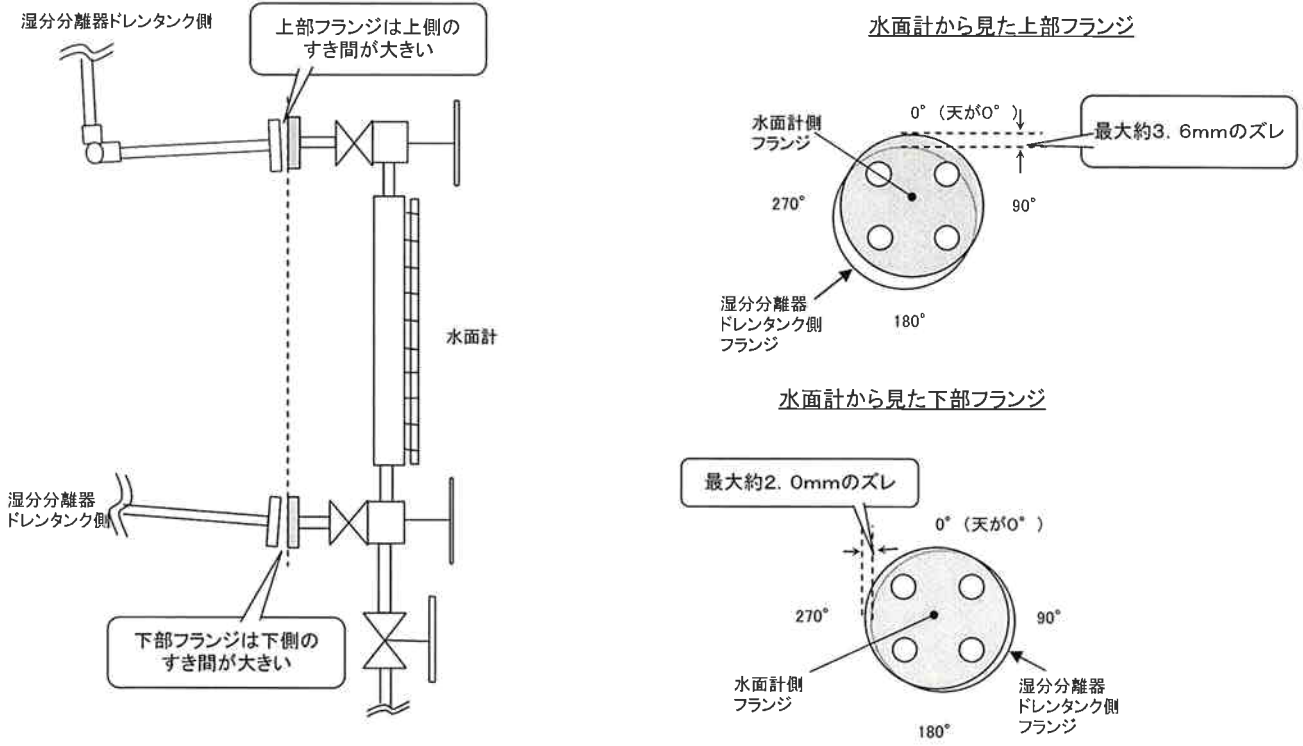 湿分分離器ドレンタンク側
上部フランジは上側の
すき間が大きい
水面計
湿分分離器
ドレンタンク側
下部フランジは下側の
すき間が大きい
水面計から見た上部フランジ
0°（天が0°）
最大約3．6mmのズレ
水面計側
フランジ
270°
90°
湿分分離器
ドレンタンク側
フランジ
180°
水面計から見た下部フランジ
最大約2．0mmのズレ
0°（天が0°）
270°
90°
水面計側
フランジ
湿分分離器
ドレンタンク側
フランジ
180°